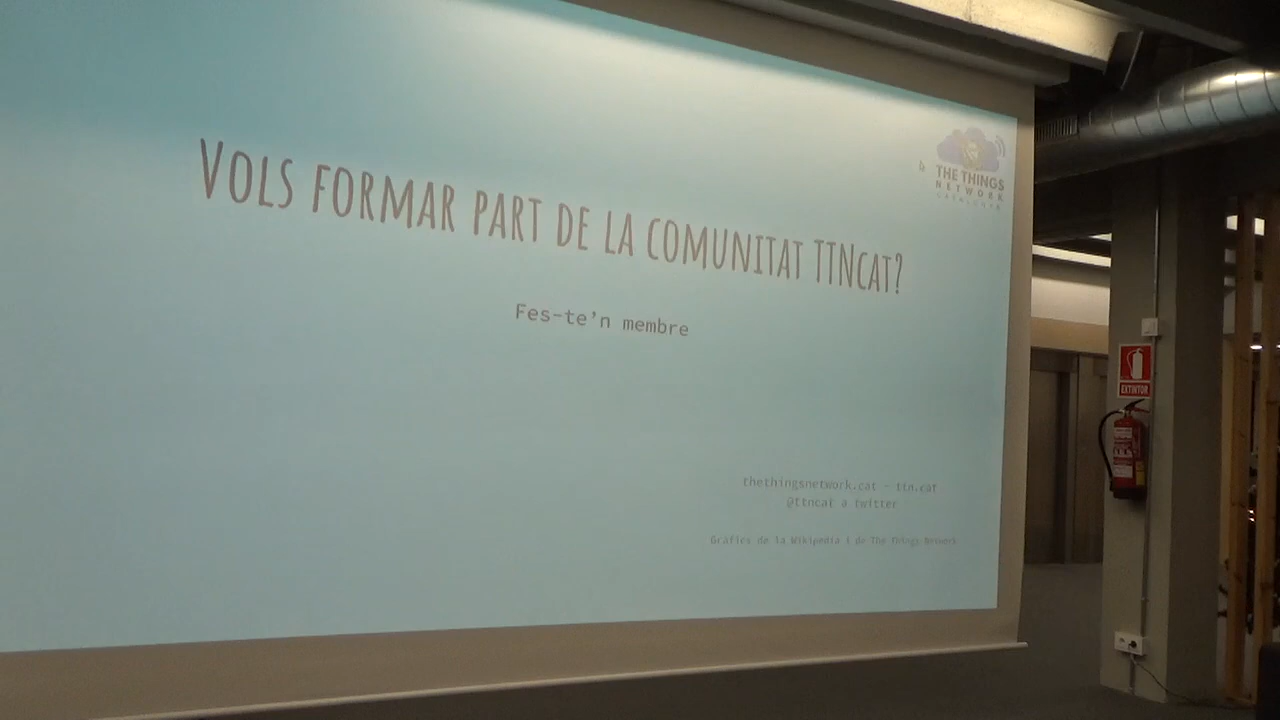 Vols formar part de la comunitat TTNcat?
Fes-te'n membre
THE THINGS
NETWORK
CATALUNYA
thethingsnetwork.cat - ttn.cat
@ttncat a twitter
Gràfics de la Wikipedia i de The Things Network
EXTINTOR